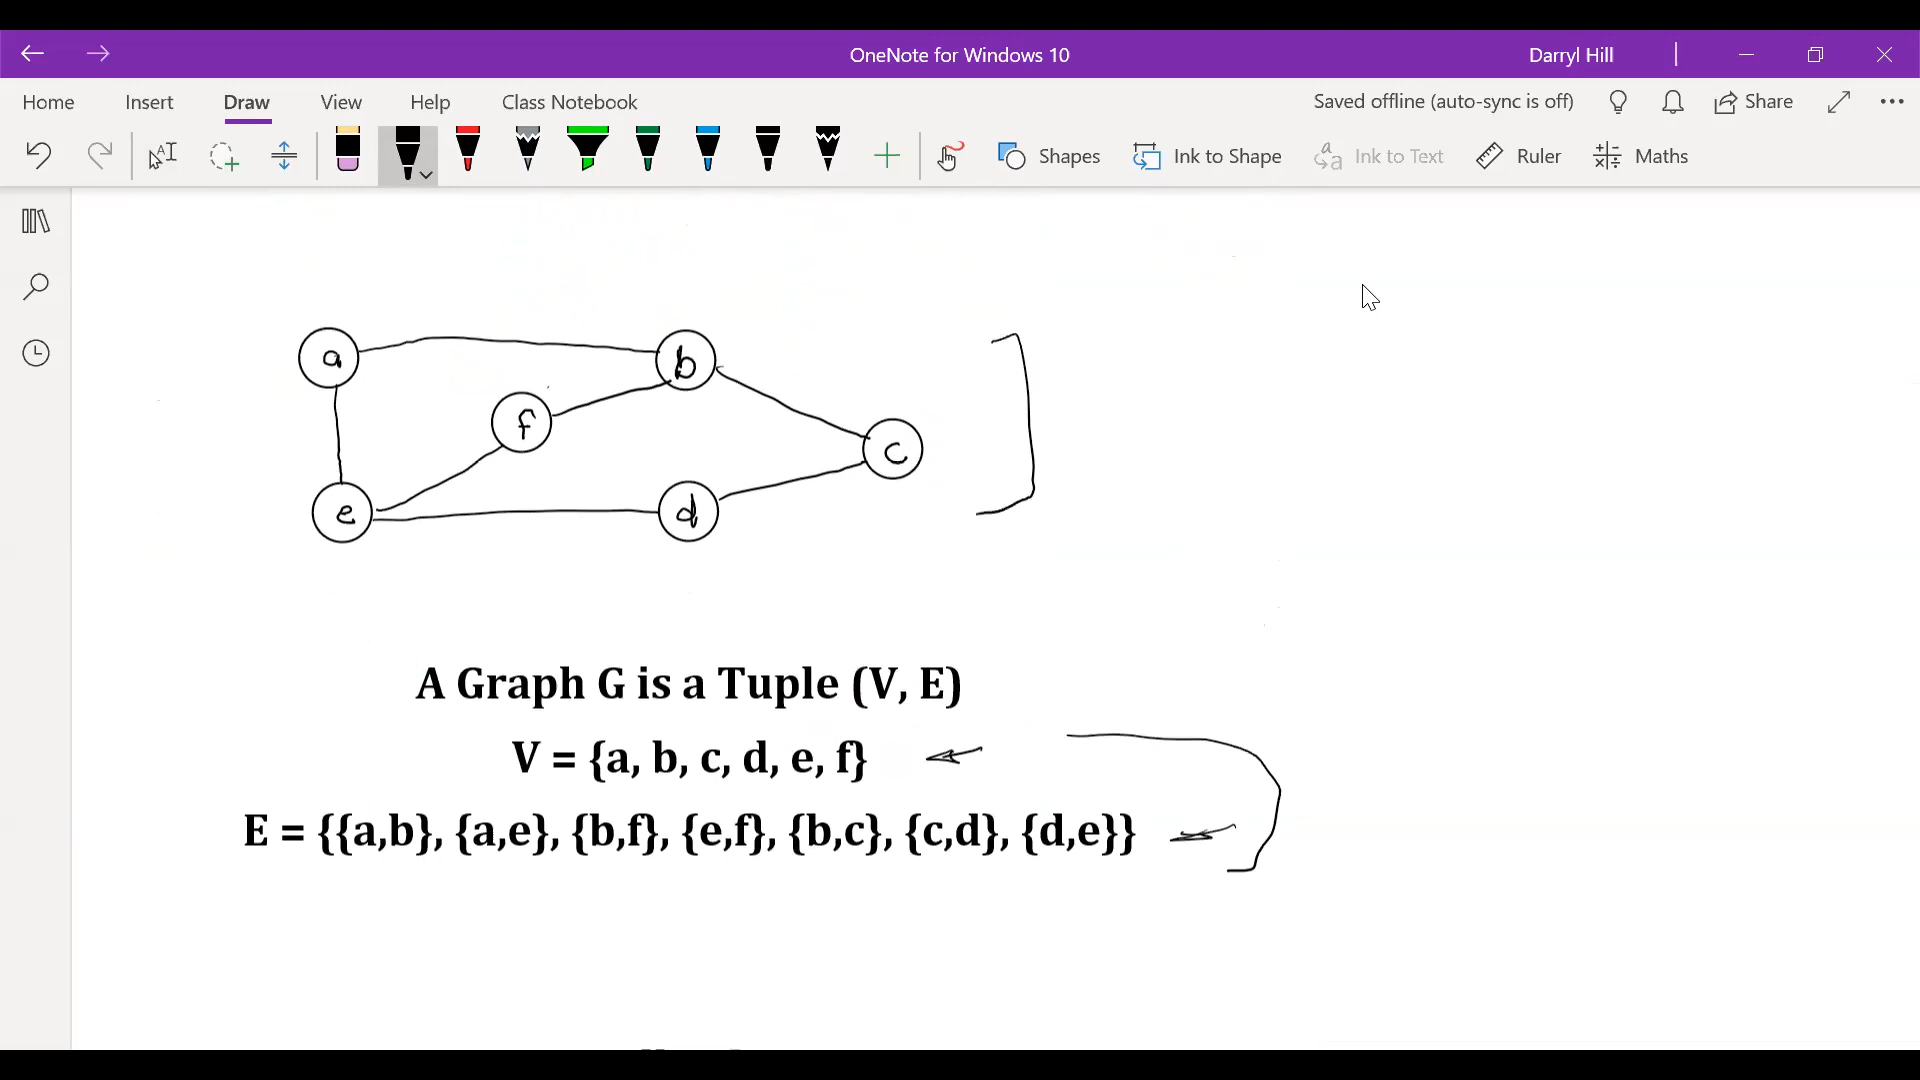 OneNote for Windows 10
Darryl Hill
Home Insert Draw View Help Class Notebook
Saved offline (auto-sync is off) Share
Shapes Ink to Shape Ink to Text Ruler Maths
a b
f
c
e d
A Graph G is a Tuple (V, E)
V = {a, b, c, d, e, f}
E = {{a,b}, {a,e}, {b,f}, {e,f}, {b,c}, {c,d}, {d,e}}